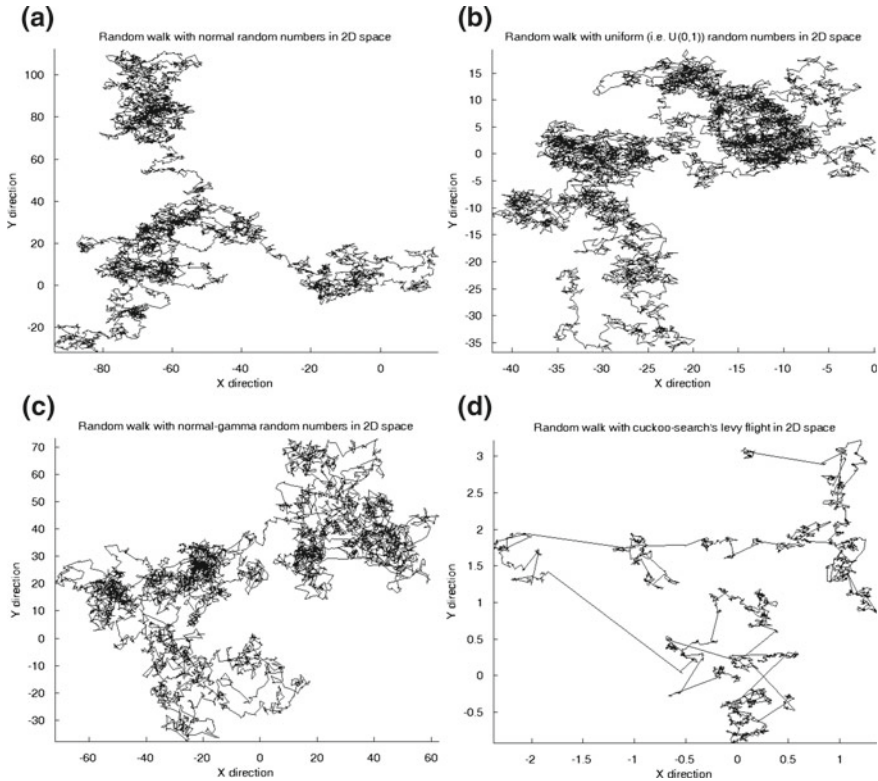 (a)
Random walk with normal random numbers in 2D space
100
80
60
40
20
0
-20
Y direction
-80 -60 -40 -20 0
X direction
(b)
Random walk with uniform (i.e. U(0,1)) random numbers in 2D space
15
10
5
0
-5
-10
-15
-20
-25
-30
-35
Y direction
-40 -35 -30 -25 -20 -15 -10 -5 0
X direction
(c)
Random walk with normal-gamma random numbers in 2D space
70
60
50
40
30
20
10
0
-10
-20
-30
Y direction
-60 -40 -20 0 20 40 60
X direction
(d)
Random walk with cuckoo-search's levy flight in 2D space
3
2.5
2
1.5
1
0.5
0
-0.5
Y direction
-2 -1.5 -1 -0.5 0 0.5 1
X direction